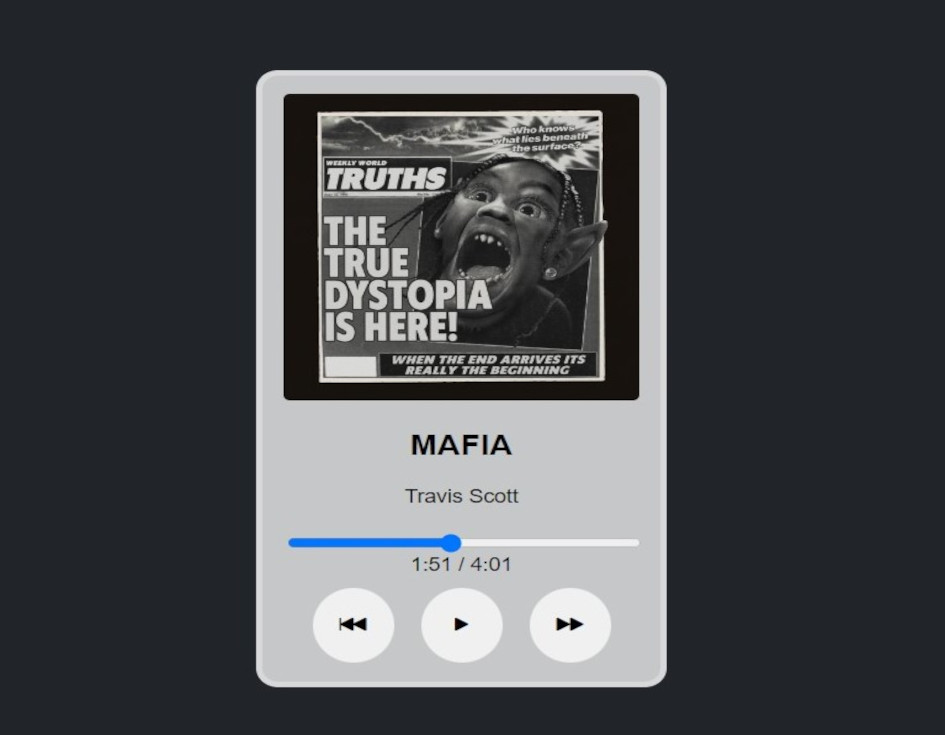 Who knows
what lies beneath
the surface?
WEEKLY WORLD
TRUTHS
THE
TRUE
DYSTOPIA
IS HERE!
WHEN THE END ARRIVES ITS
REALLY THE BEGINNING
MAFIA
Travis Scott
1:51 / 4:01